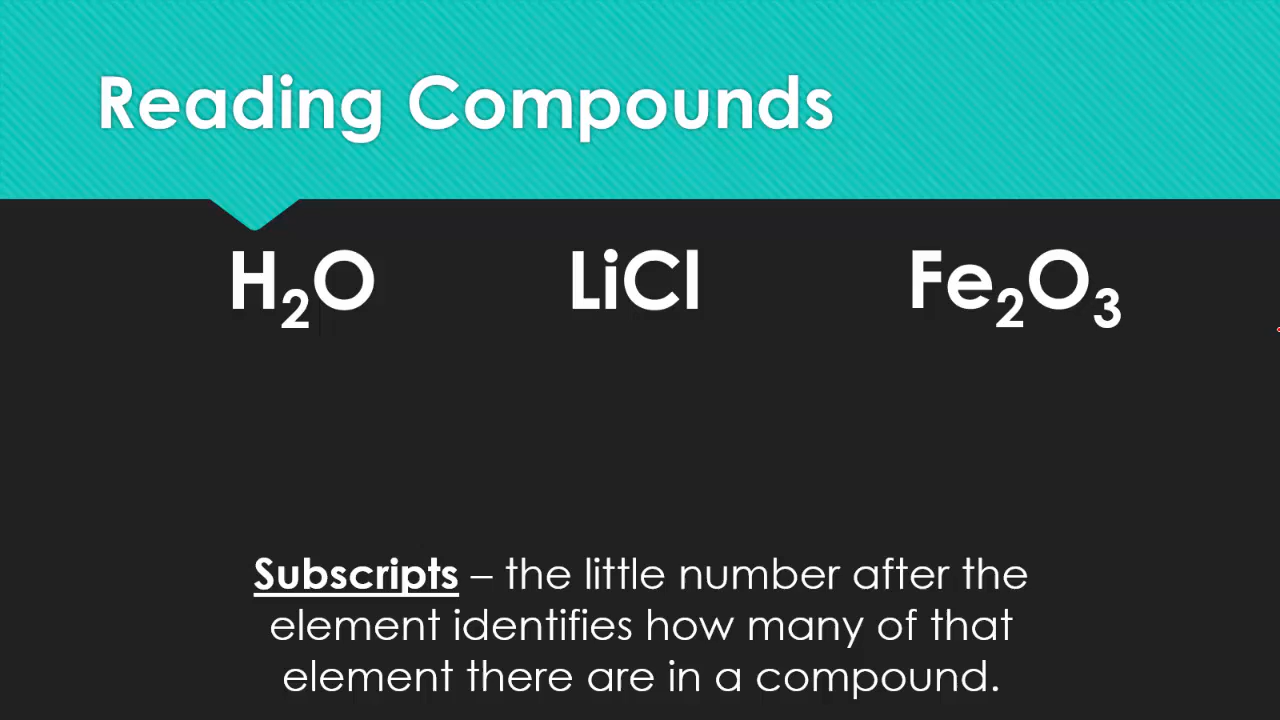 Reading Compounds
H₂O LiCl Fe₂O₃
Subscripts – the little number after the
element identifies how many of that
element there are in a compound.